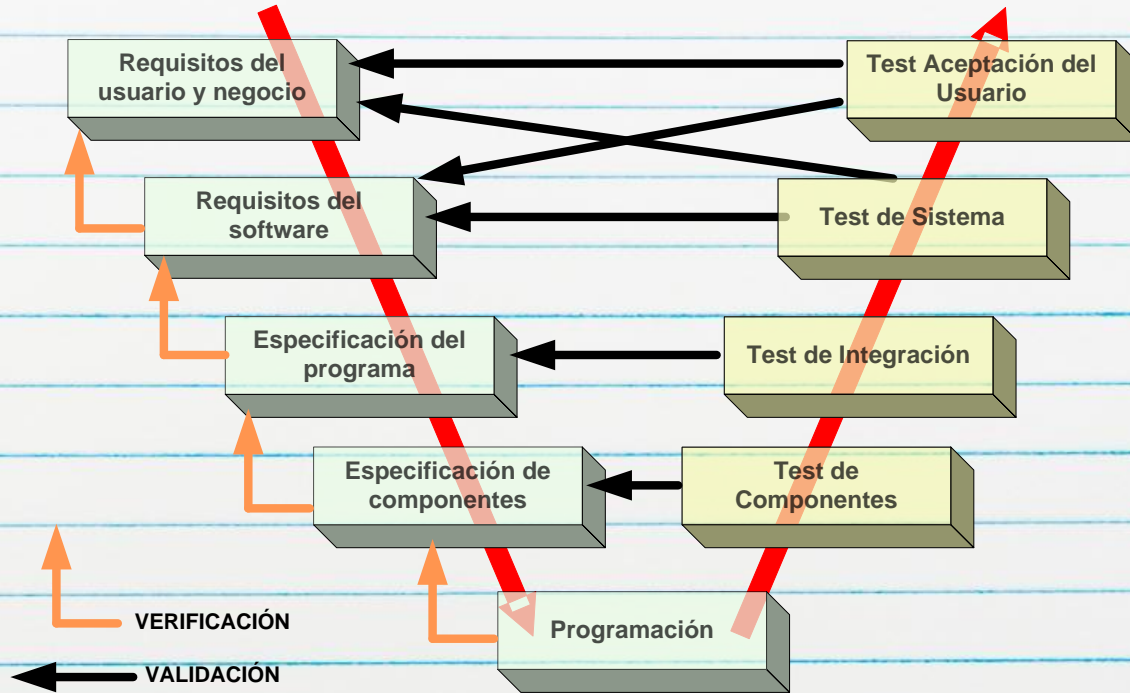 Requisitos del
usuario y negocio
Test Aceptación del
Usuario
Requisitos del
software
Test de Sistema
Especificación del
programa
Test de Integración
Especificación de
componentes
Test de
Componentes
Programación
VERIFICACIÓN
VALIDACIÓN